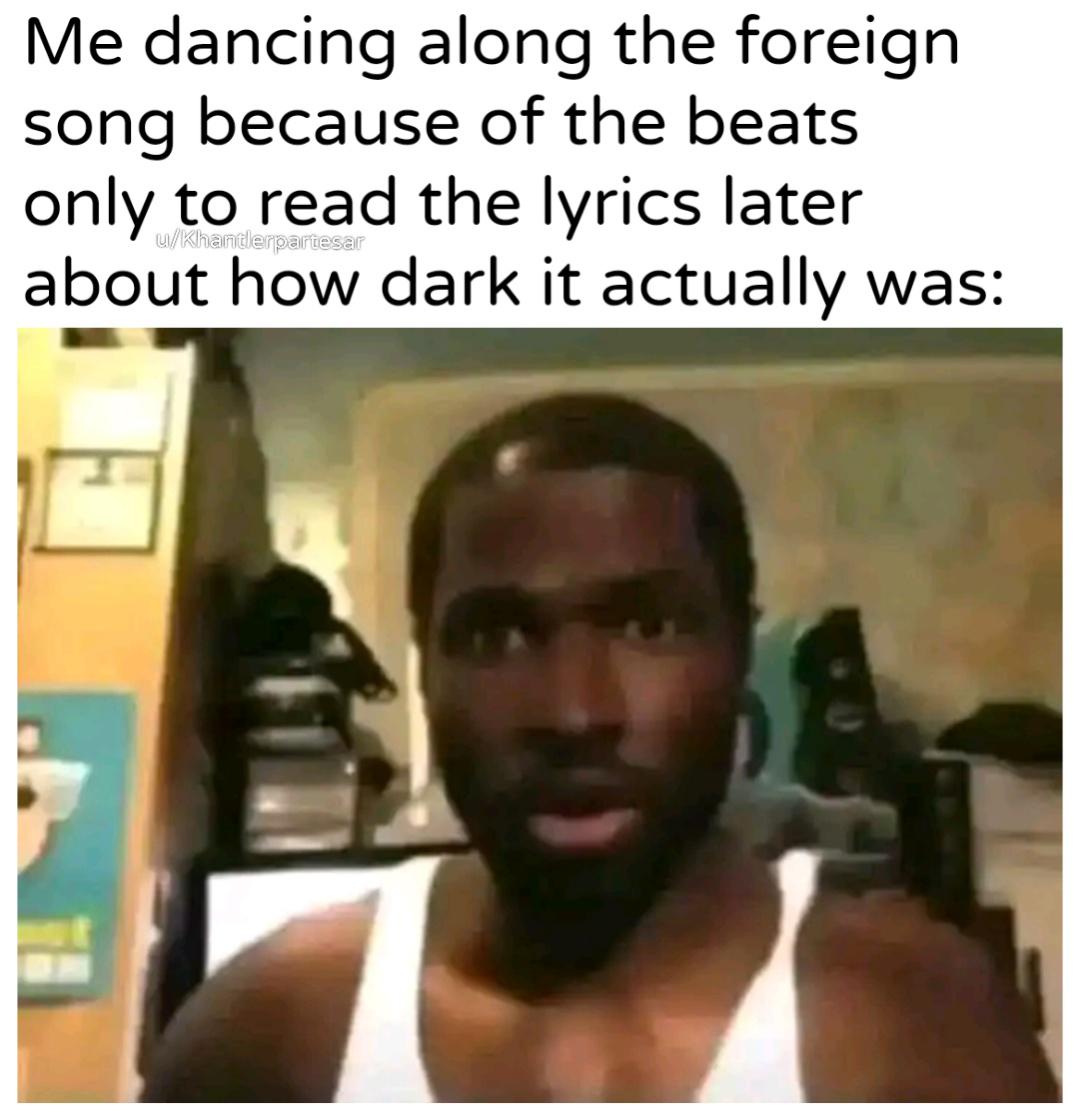 Me dancing along the foreign
song because of the beats
only to read the lyrics later
u/Khantlerpartesar
about how dark it actually was: